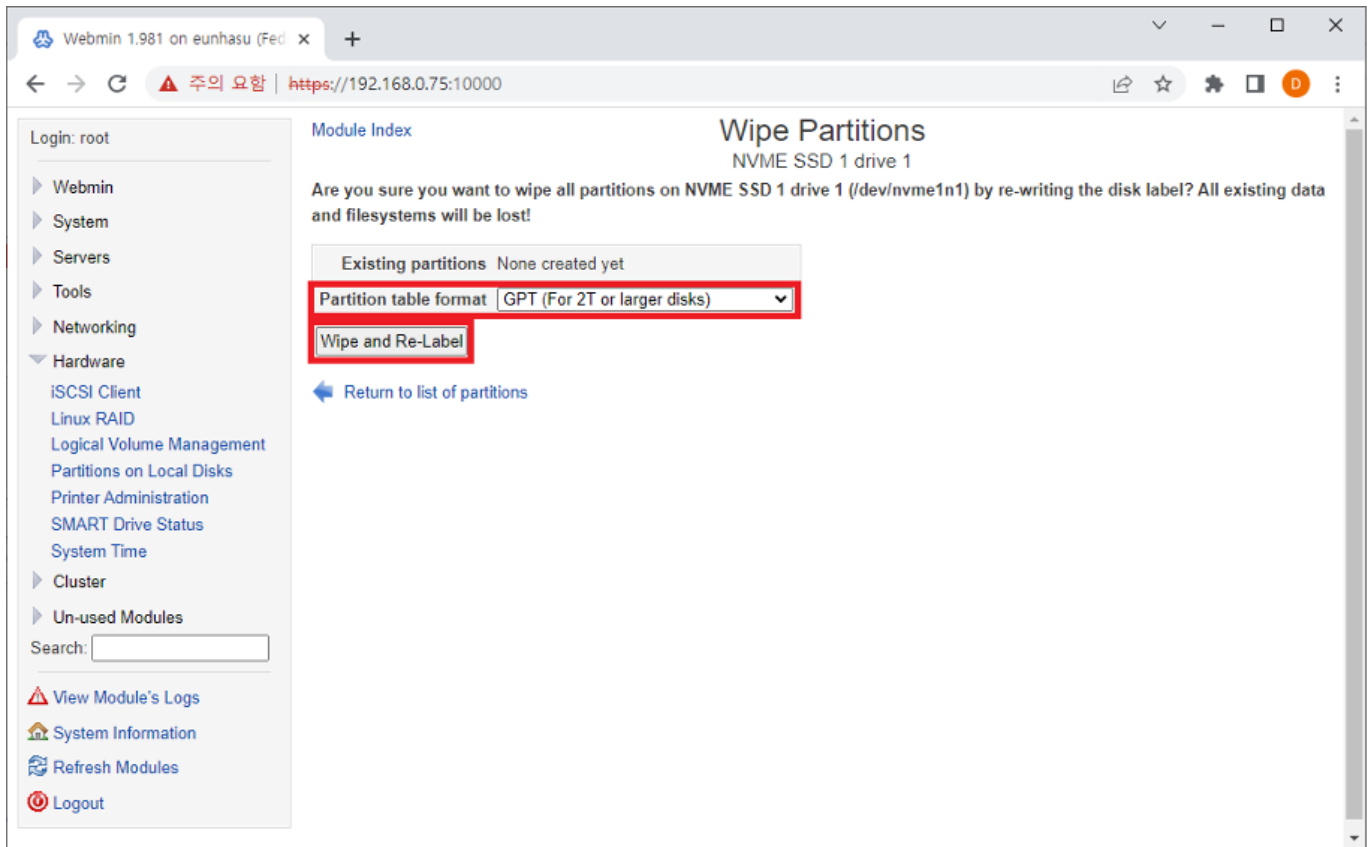 Webmin 1.981 on eunhasu (Fed
주의 요함
https://192.168.0.75:10000
D
Login: root
Webmin
System
Servers
Tools
Networking
Hardware
iSCSI Client
Linux RAID
Logical Volume Management
Partitions on Local Disks
Printer Administration
SMART Drive Status
System Time
Cluster
Un-used Modules
Search:
View Module's Logs
System Information
Refresh Modules
Logout
Module Index
Wipe Partitions
NVME SSD 1 drive 1
Are you sure you want to wipe all partitions on NVME SSD 1 drive 1 (/dev/nvme1n1) by re-writing the disk label? All existing data
and filesystems will be lost!
Existing partitions None created yet
Partition table format GPT (For 2T or larger disks)
Wipe and Re-Label
Return to list of partitions